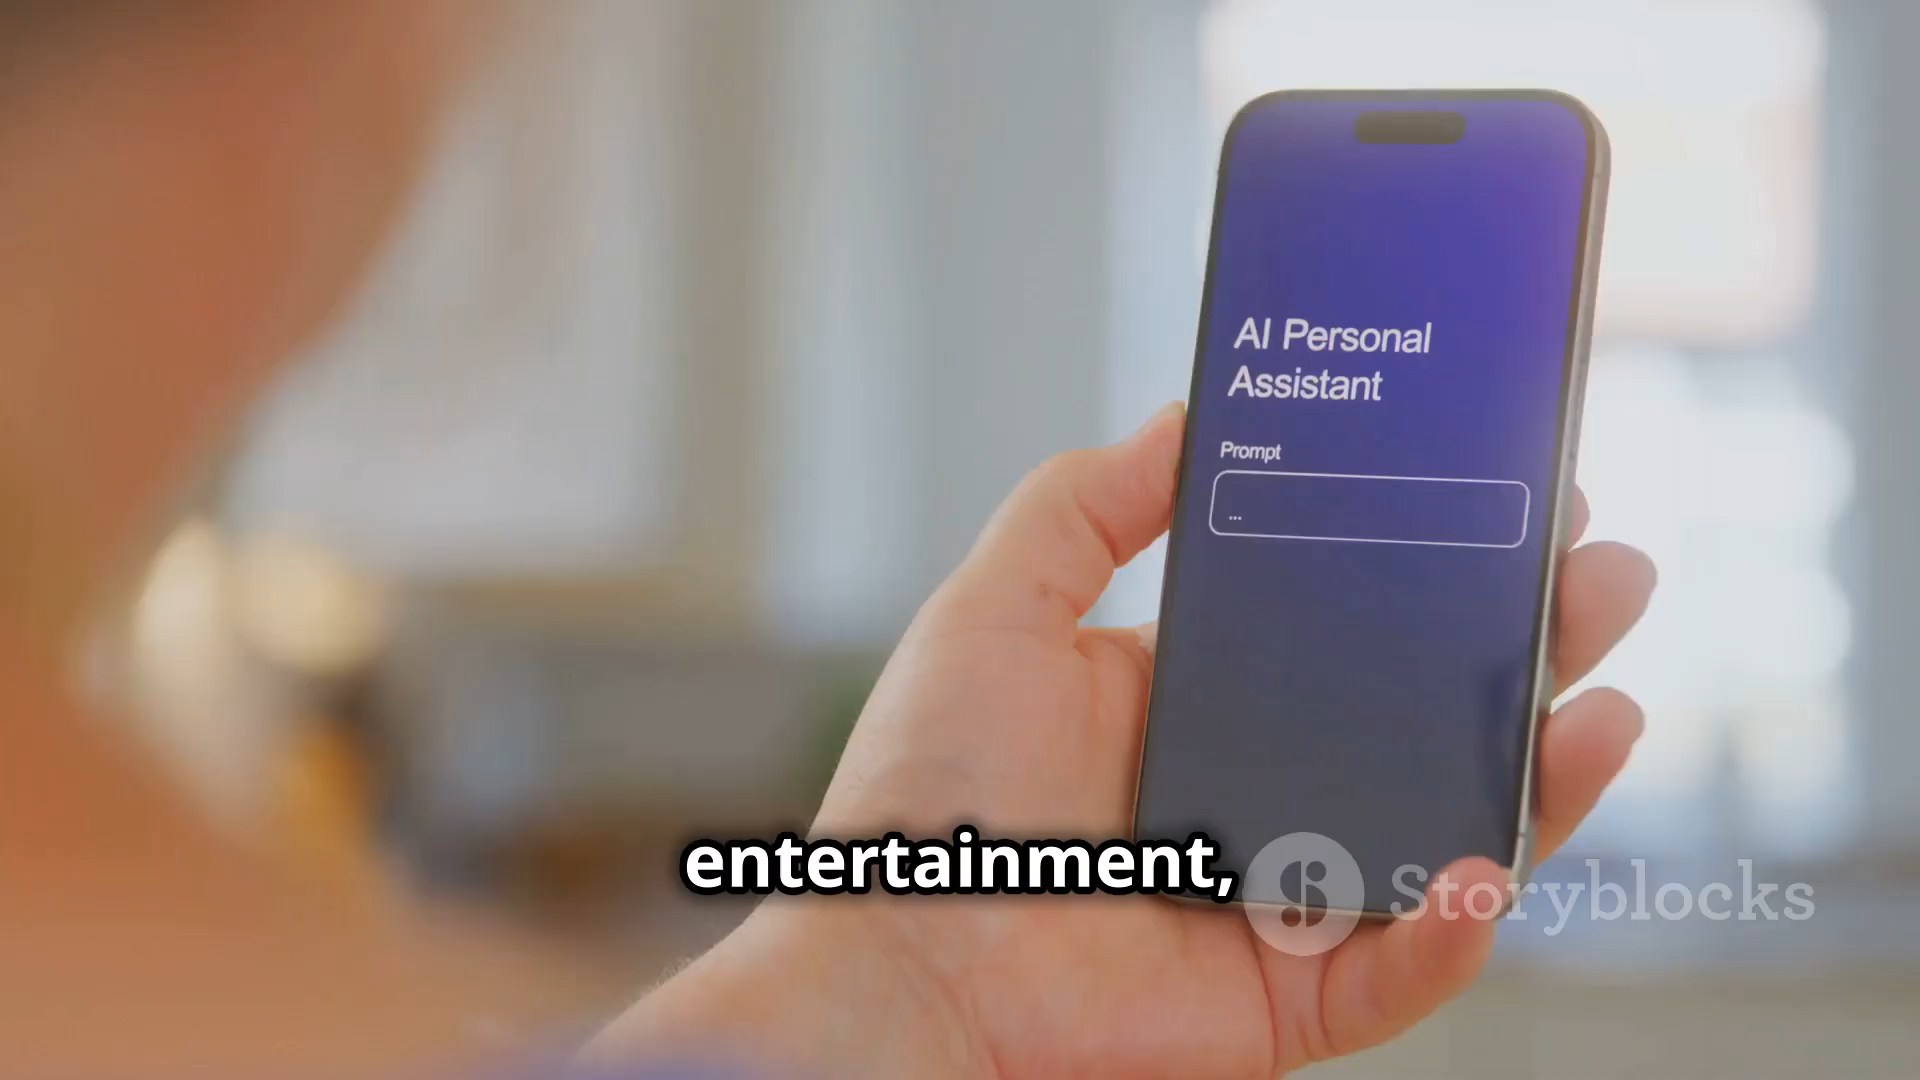 AI Personal
Assistant
Prompt
...
entertainment,
Storyblocks